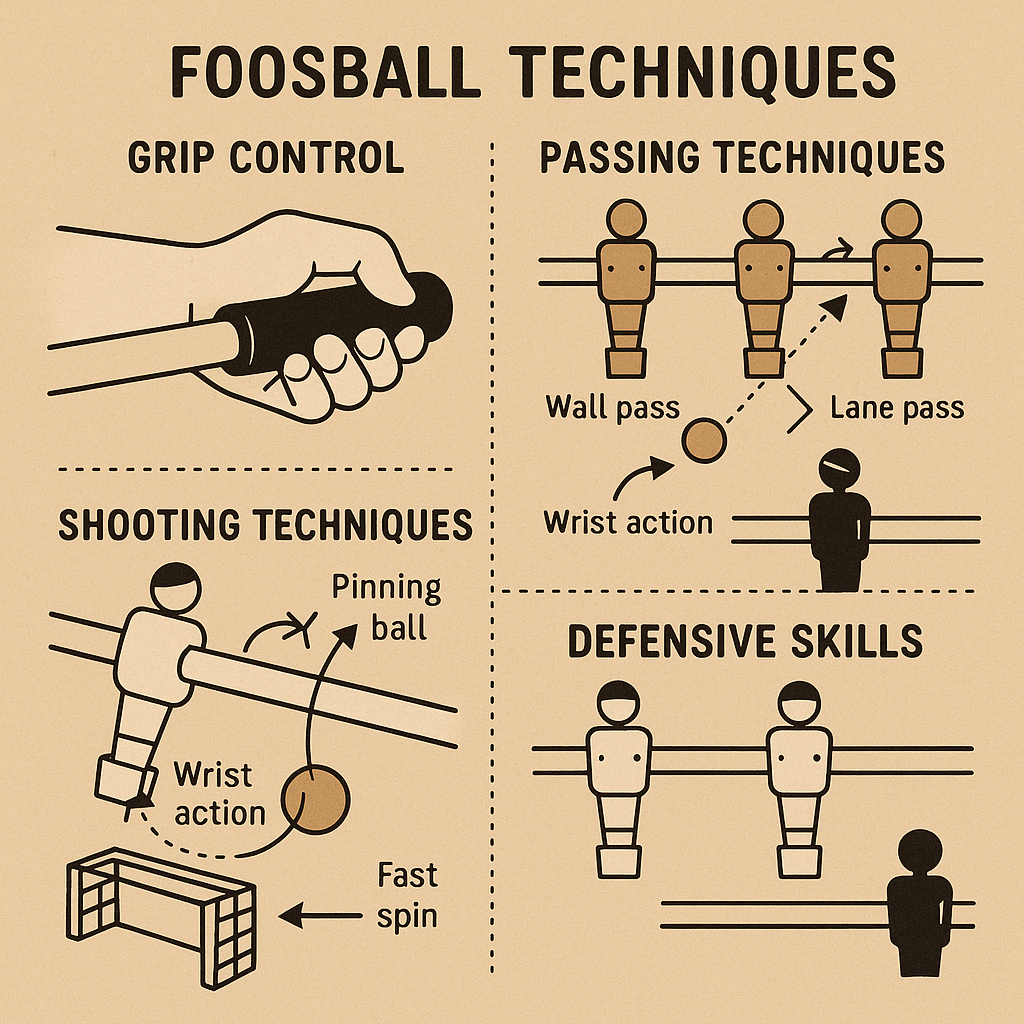 FOOSBALL TECHNIQUES
GRIP CONTROL
PASSING TECHNIQUES
Wall pass
Lane pass
Wrist action
SHOOTING TECHNIQUES
Pinning
ball
Wrist
action
Fast
spin
DEFENSIVE SKILLS